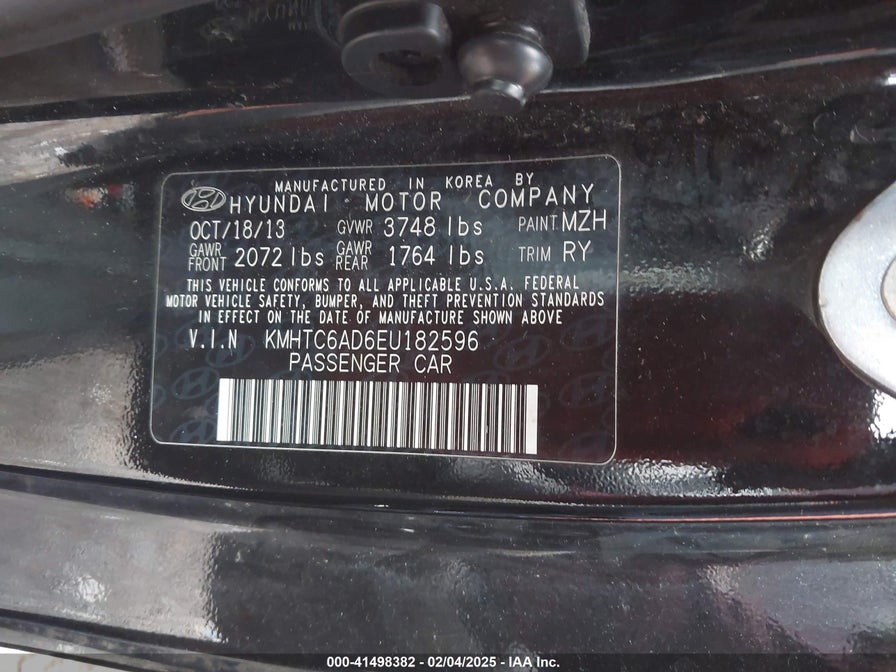 MANUFACTURED IN KOREA BY
HYUNDAI MOTOR COMPANY
OCT/18/13 GVWR 3748 lbs PAINT MZH
GAWR FRONT 2072 lbs GAWR REAR 1764 lbs TRIM RY
THIS VEHICLE CONFORMS TO ALL APPLICABLE U.S.A. FEDERAL
MOTOR VEHICLE SAFETY, BUMPER, AND THEFT PREVENTION STANDARDS
IN EFFECT ON THE DATE OF MANUFACTURE SHOWN ABOVE
V.I.N KMHTC6AD6EU182596
PASSENGER CAR
000-41498382 - 02/04/2025 - IAA Inc.